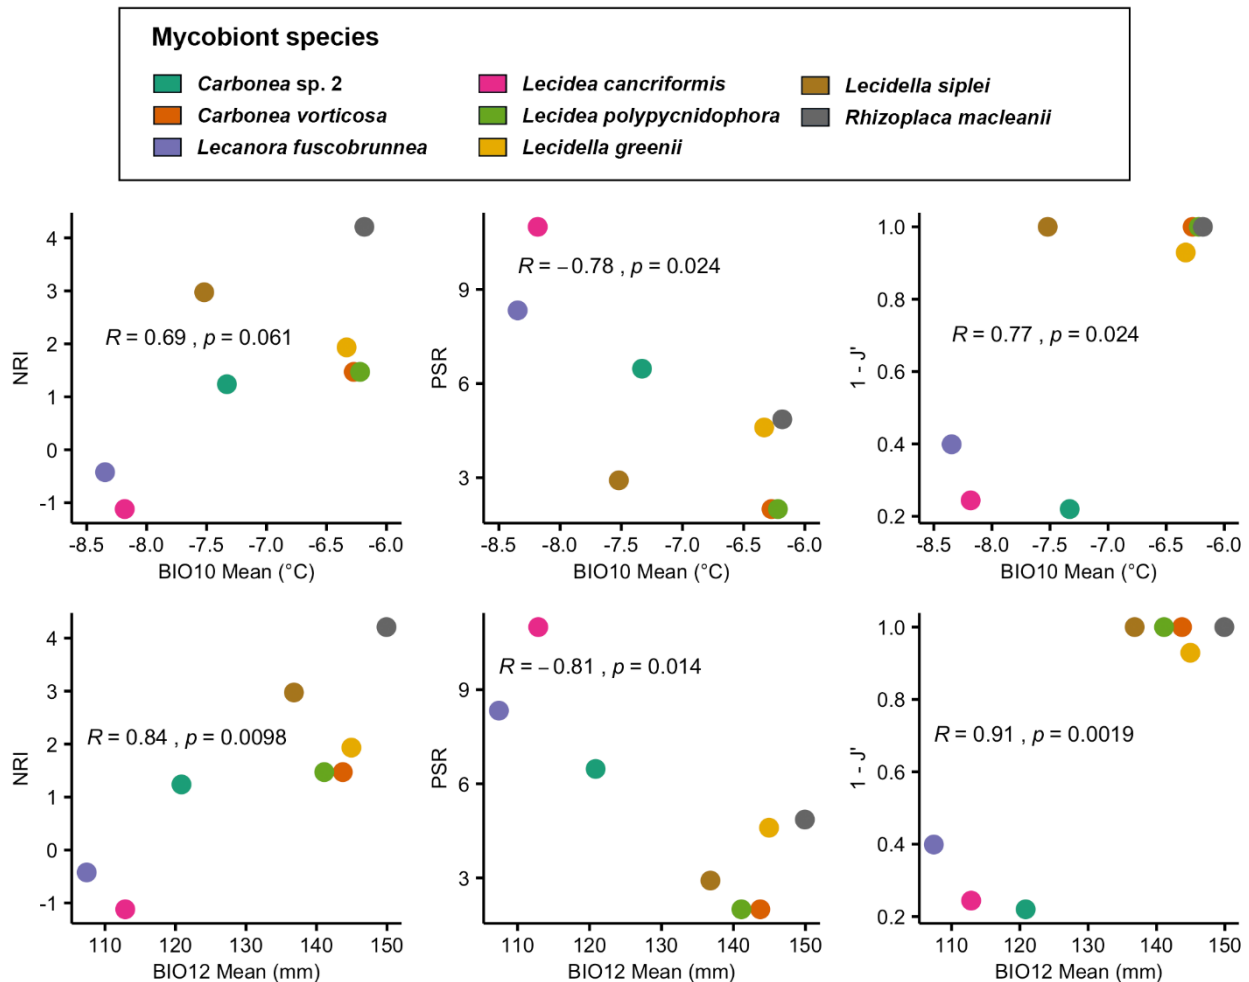 Mycobiont species
Carbonea sp. 2
Carbonea vorticosa
Lecanora fuscobrunnea
Lecidea cancriformis
Lecidea polypycnidophora
Lecidella greenii
Lecidella siplei
Rhizoplaca macleanii
NRI
4
3
2
1
0
-1
R = 0.69 , p = 0.061
-8.5 -8.0 -7.5 -7.0 -6.5 -6.0
BIO10 Mean (°C)
PSR
9
6
3
R = −0.78 , p = 0.024
-8.5 -8.0 -7.5 -7.0 -6.5 -6.0
BIO10 Mean (°C)
1 - J'
1.0
0.8
0.6
0.4
0.2
R = 0.77 , p = 0.024
-8.5 -8.0 -7.5 -7.0 -6.5 -6.0
BIO10 Mean (°C)
NRI
4
3
2
1
0
-1
R = 0.84 , p = 0.0098
110 120 130 140 150
BIO12 Mean (mm)
PSR
9
6
3
R = −0.81 , p = 0.014
110 120 130 140 150
BIO12 Mean (mm)
1 - J'
1.0
0.8
0.6
0.4
0.2
R = 0.91 , p = 0.0019
110 120 130 140 150
BIO12 Mean (mm)